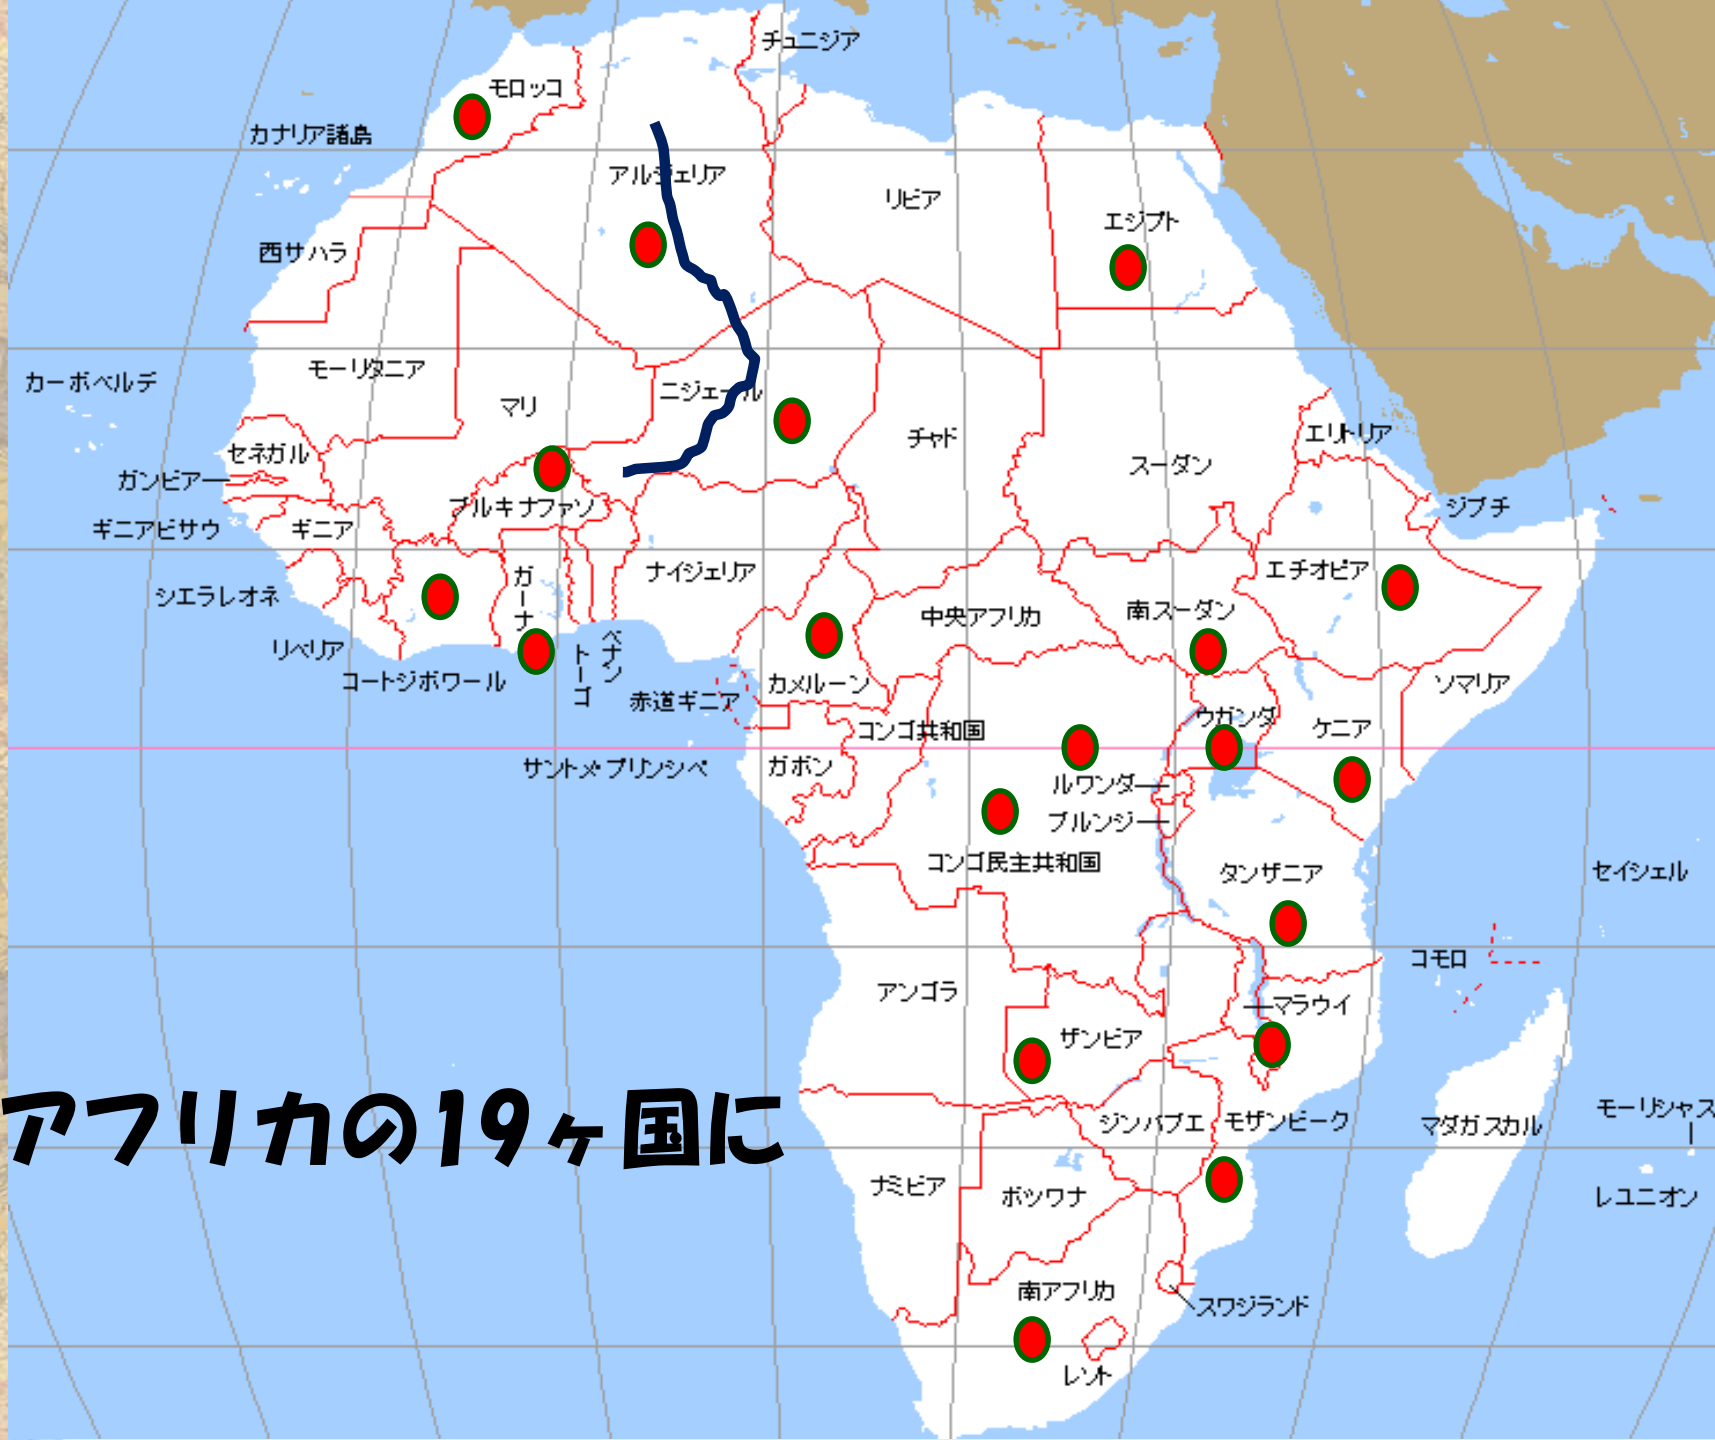 チュニジア
モロッコ
カナリア諸島
アルジェリア
リビア
エジプト
西サハラ
モーリタニア
カーボベルデ
ニジェール
マリ
チャド
エリトリア
セネガル
スーダン
ガンビア
ブルキナファソ
ジブチ
ギニアビサウ
ギニア
ナイジェリア
エチオピア
ガーナ
シエラレオネ
中央アフリカ
南スーダン
リベリア
ベナン
トーゴ
コートジボワール
カメルーン
ソマリア
赤道ギニア
ウガンダ
コンゴ共和国
ケニア
サントメプリンシペ
ガボン
ルワンダ
ブルンジ
コンゴ民主共和国
タンザニア
セイシェル
コモロ
アンゴラ
マラウイ
ザンビア
アフリカの19ヶ国に
ジンバブエ
モザンビーク
マダガスカル
モーリシャス
ナミビア
ボツワナ
レユニオン
南アフリカ
スワジランド
レソト